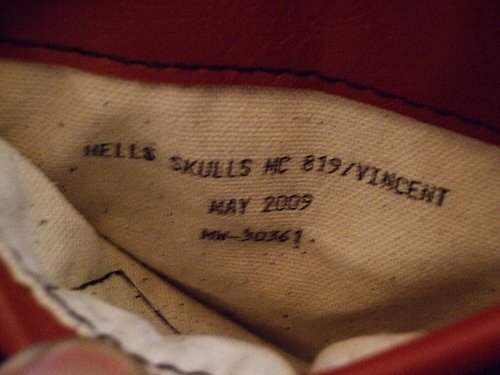 HELLS SKULLS MC 819/VINCENT
MAY 2009
MW-30361